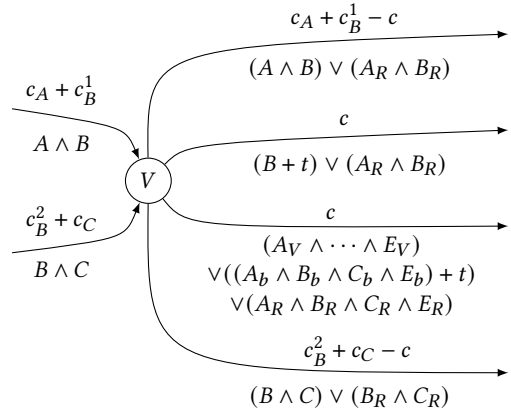 c_A + c_B^1 − c
(A ∧ B) ∨ (A_R ∧ B_R)
c_A + c_B^1
A ∧ B
c
(B + t) ∨ (A_R ∧ B_R)
V
c_B^2 + c_C
B ∧ C
c
(A_V ∧ ⋯ ∧ E_V)
∨((A_b ∧ B_b ∧ C_b ∧ E_b) + t)
∨(A_R ∧ B_R ∧ C_R ∧ E_R)
c_B^2 + c_C − c
(B ∧ C) ∨ (B_R ∧ C_R)